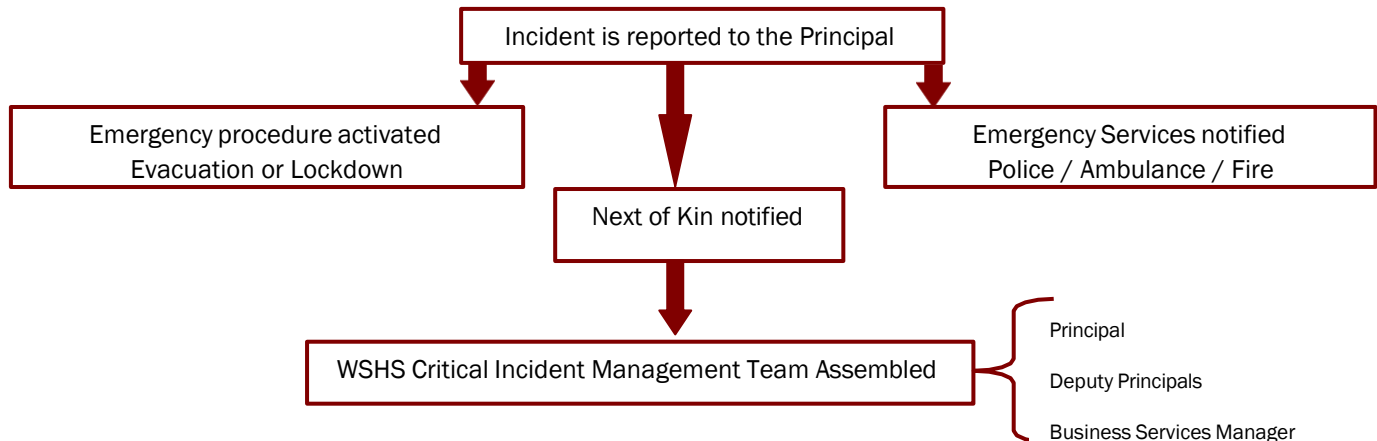 Incident is reported to the Principal
Emergency procedure activated
Evacuation or Lockdown
Emergency Services notified
Police / Ambulance / Fire
Next of Kin notified
WSHS Critical Incident Management Team Assembled
Principal
Deputy Principals
Business Services Manager